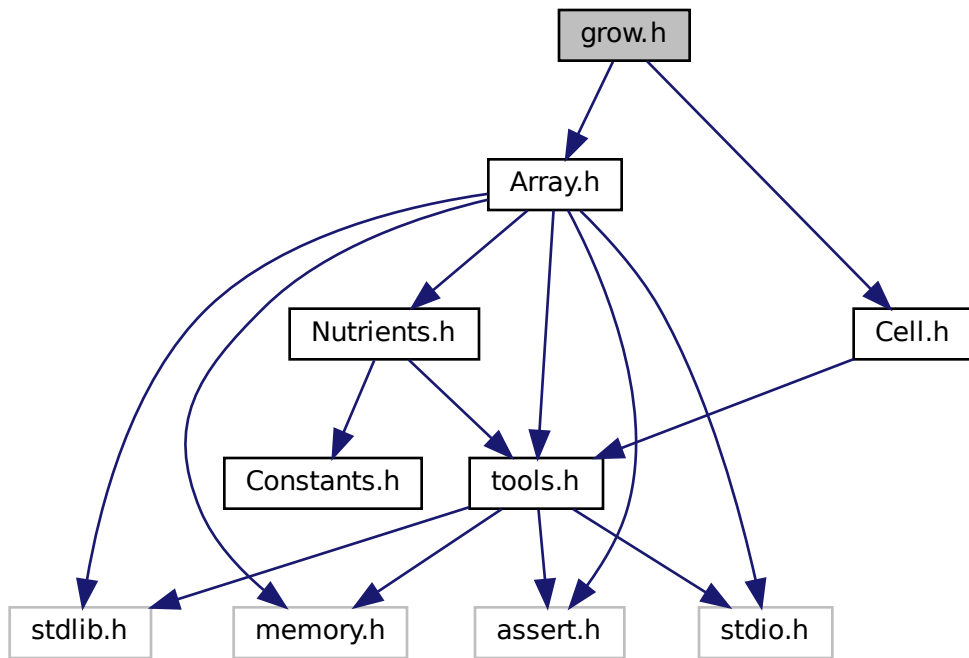 grow.h
Array.h
Nutrients.h
Cell.h
Constants.h
tools.h
stdlib.h
memory.h
assert.h
stdio.h